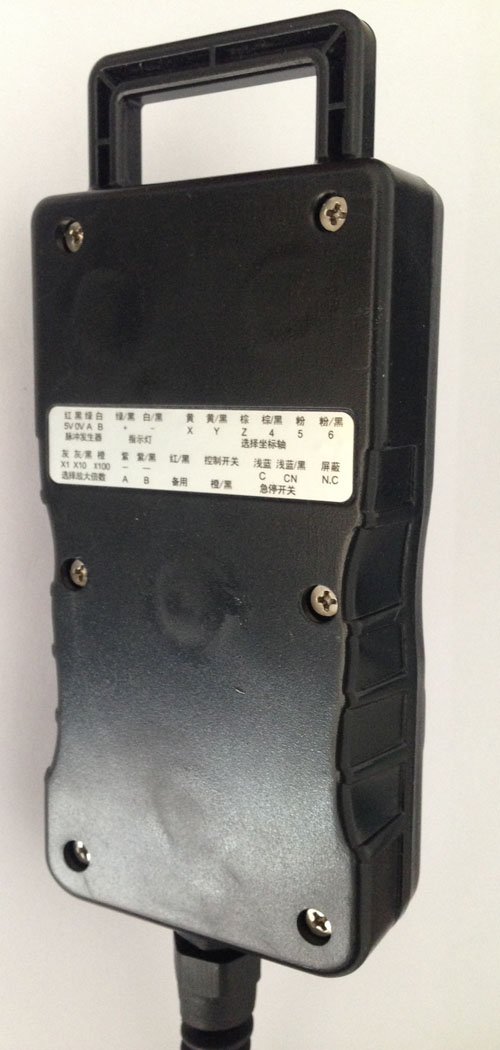 红 黑 绿 白 绿/黑 白/黑 黄 黄/黑 棕 棕/黑 粉 粉/黑
5V 0V A B + − X Y Z 4 5 6
脉冲发生器 指示灯 选择坐标轴
灰 灰/黑 橙 紫 紫/黑 红/黑 控制开关 浅蓝 浅蓝/黑 屏蔽
X1 X10 X100 — — C CN N.C
选择放大倍数 A B 备用 橙/黑 急停开关